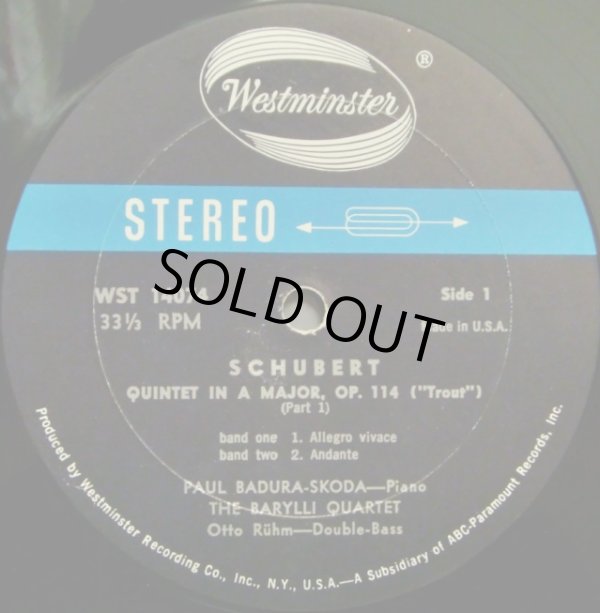 Westminster
®
STEREO
WST 14074
Side 1
33⅓ RPM
Made in U.S.A.
SOLD OUT
SCHUBERT
QUINTET IN A MAJOR, OP. 114 ("Trout")
(Part 1)
band one 1. Allegro vivace
band two 2. Andante
PAUL BADURA-SKODA—Piano
THE BARYLLI QUARTET
Otto Rühm—Double-Bass
Produced by Westminster Recording Co., Inc., N.Y., U.S.A.—A Subsidiary of ABC-Paramount Records, Inc.